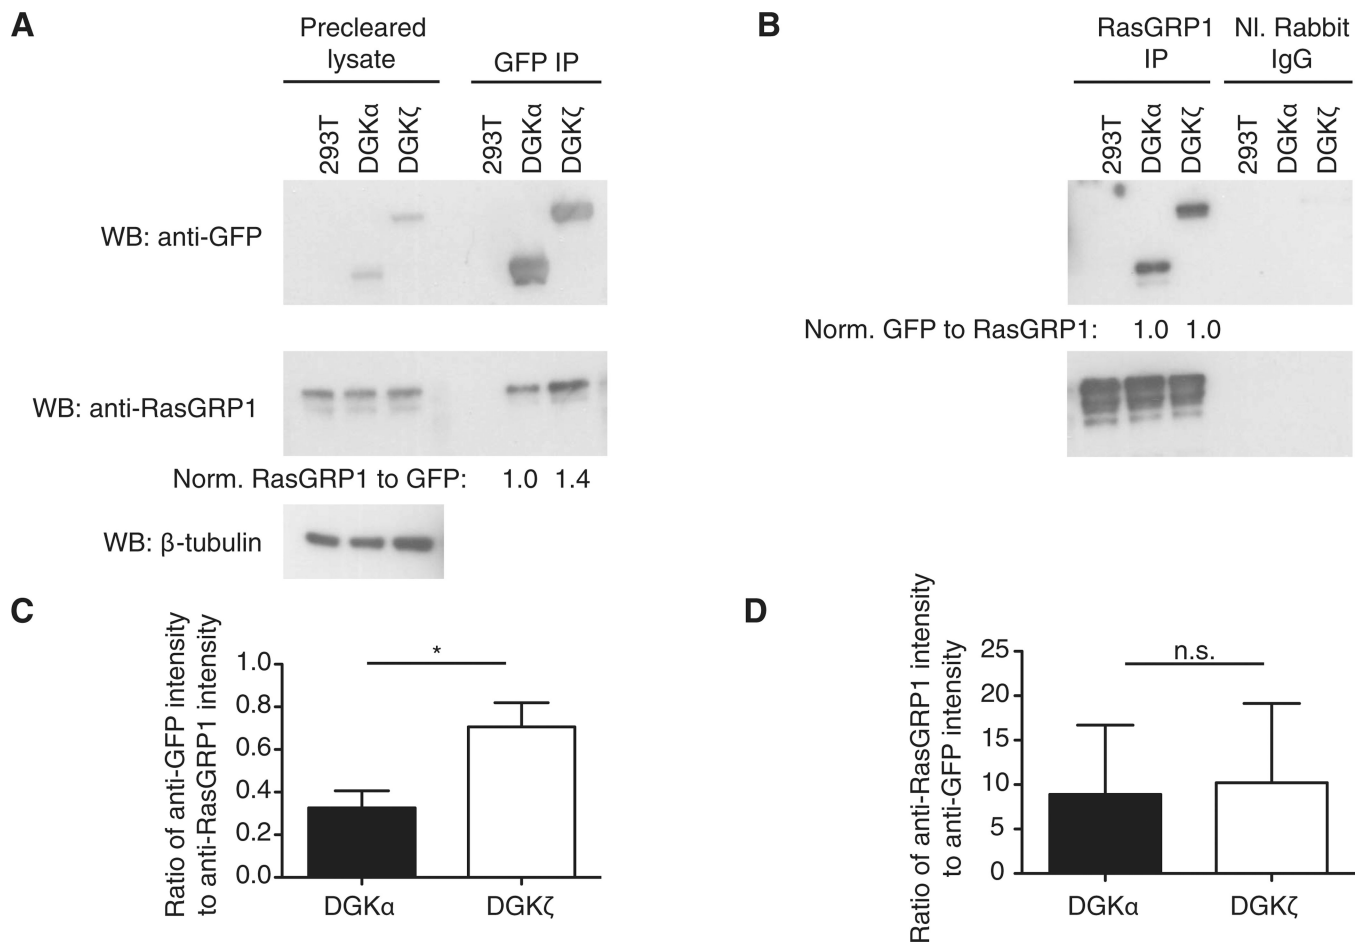 A
Precleared
lysate
GFP IP
293T
DGKα
DGKζ
293T
DGKα
DGKζ
WB: anti-GFP
WB: anti-RasGRP1
Norm. RasGRP1 to GFP: 1.0 1.4
WB: β-tubulin
B
RasGRP1
IP
Nl. Rabbit
IgG
293T
DGKα
DGKζ
293T
DGKα
DGKζ
Norm. GFP to RasGRP1: 1.0 1.0
C
Ratio of anti-GFP intensity
to anti-RasGRP1 intensity
1.0
0.8
0.6
0.4
0.2
0.0
*
DGKα
DGKζ
D
Ratio of anti-RasGRP1 intensity
to anti-GFP intensity
25
20
15
10
5
0
n.s.
DGKα
DGKζ